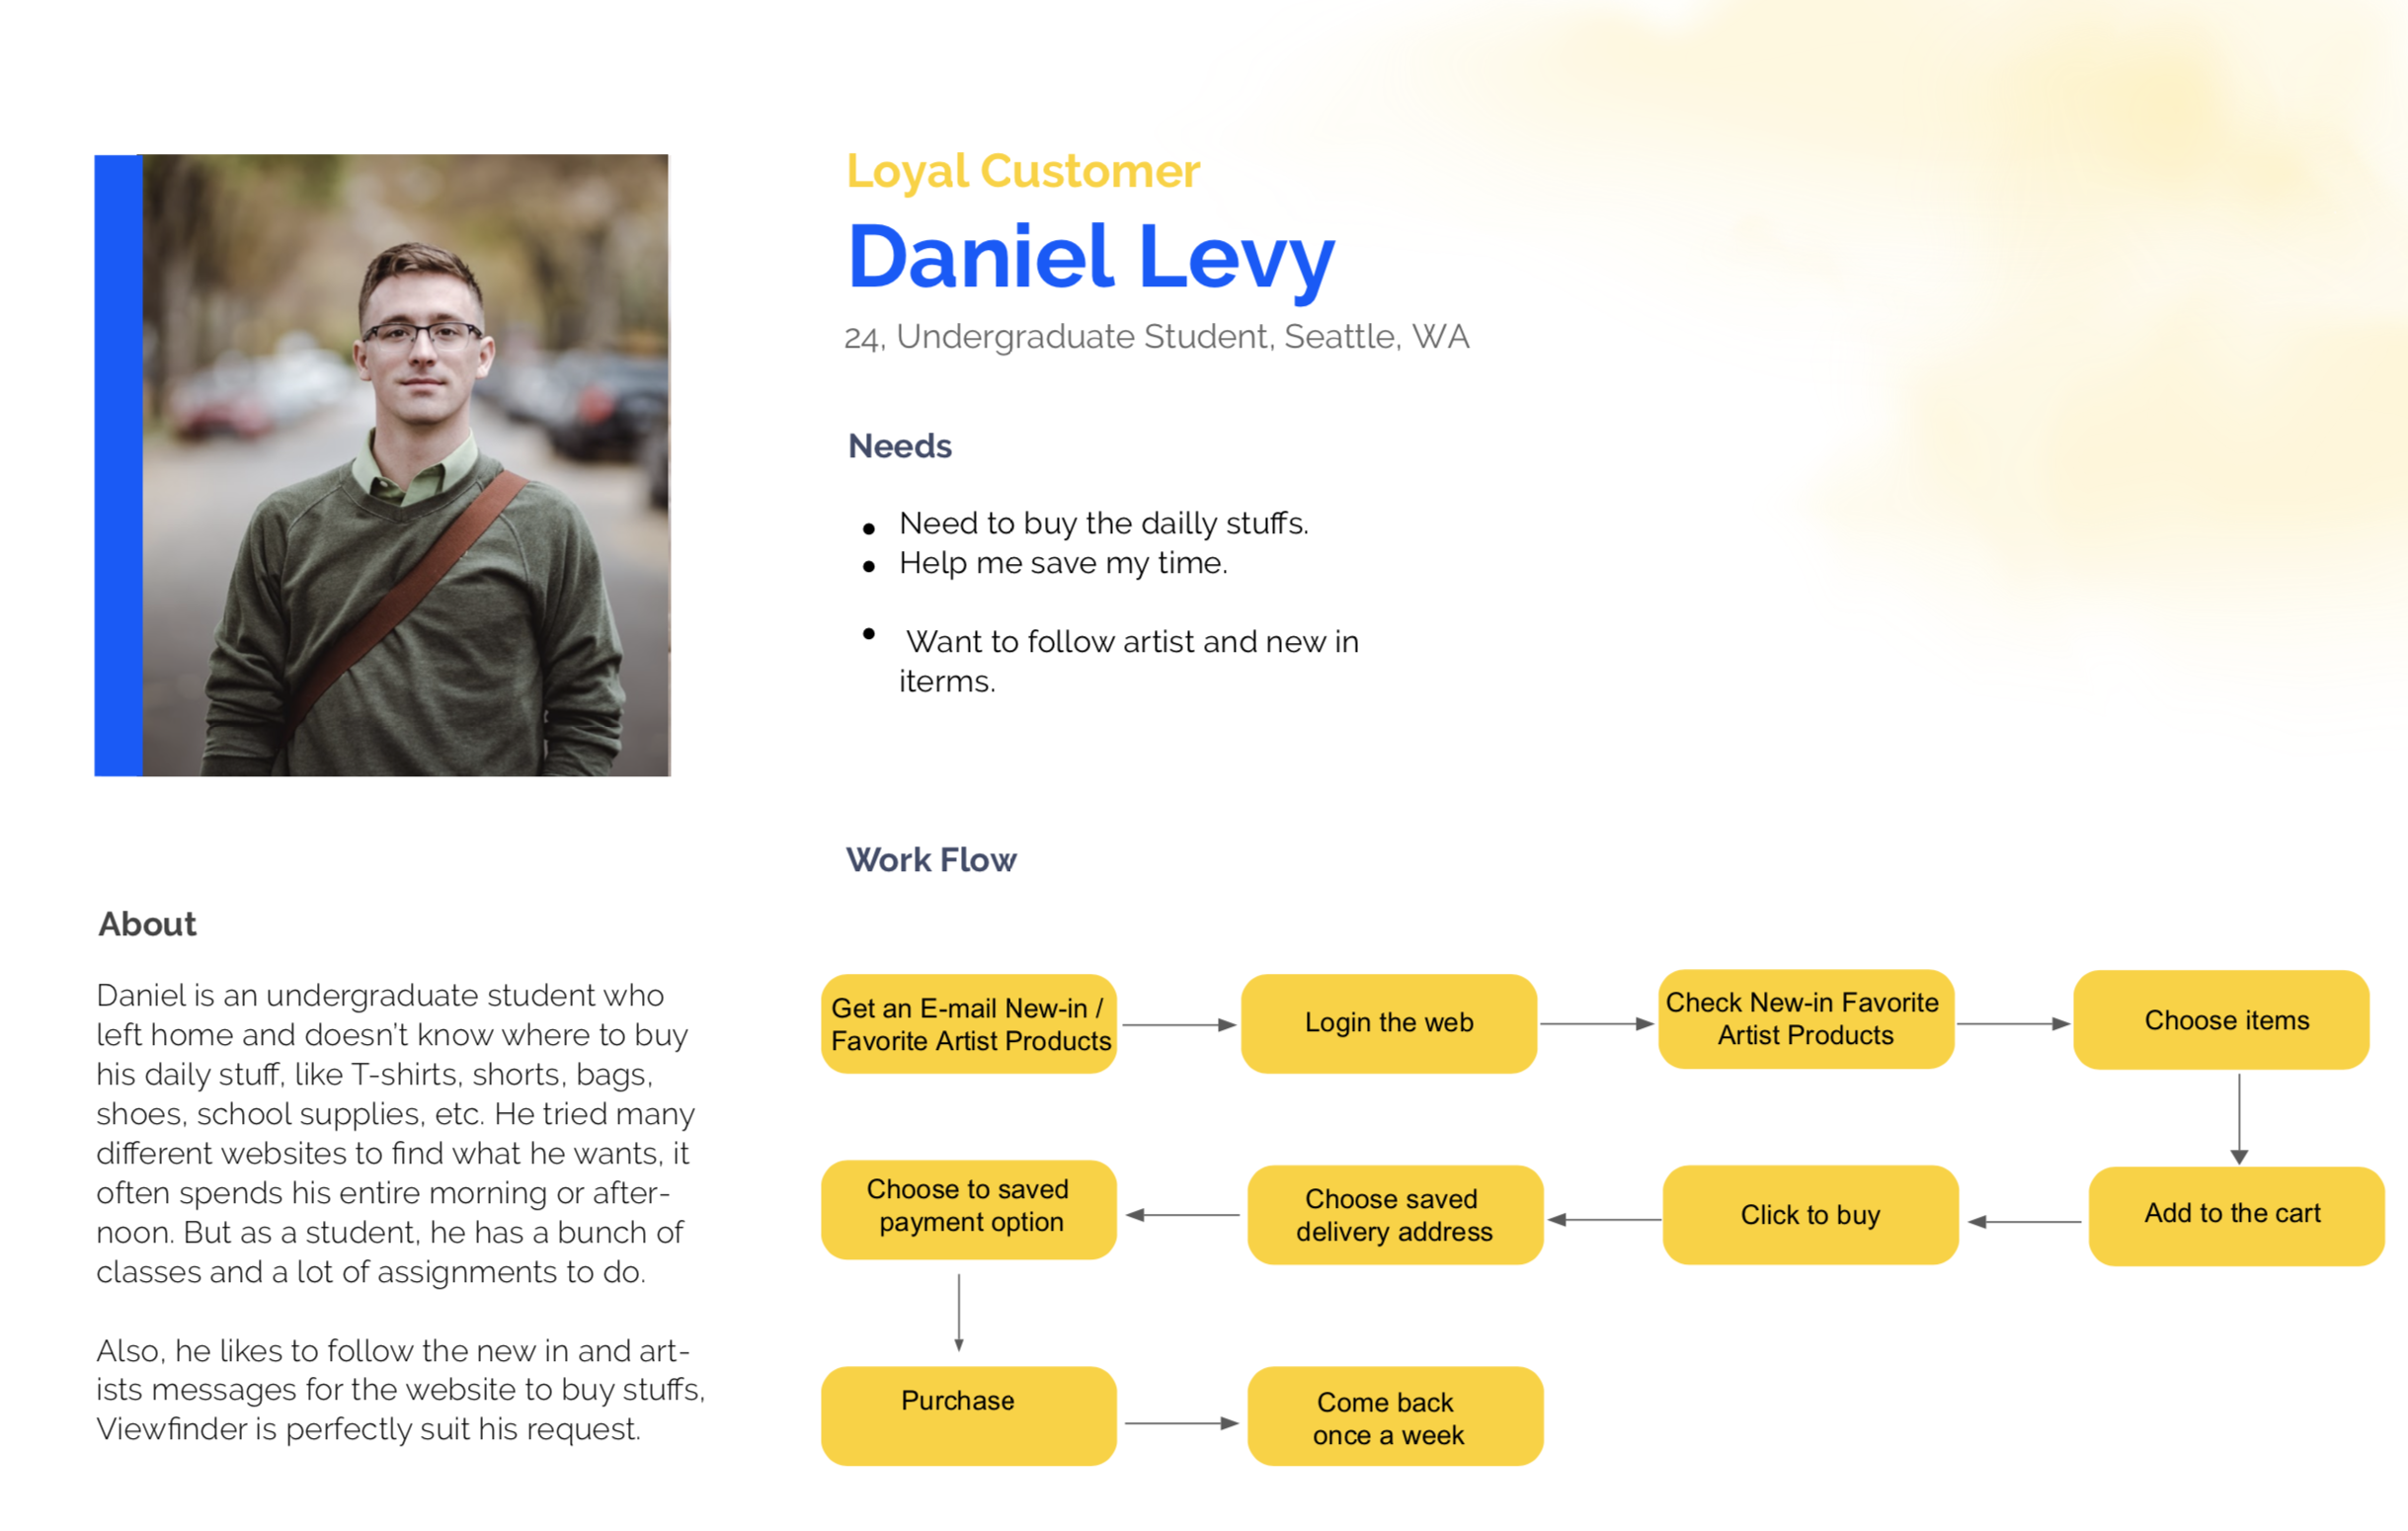 Loyal Customer
Daniel Levy
24, Undergraduate Student, Seattle, WA
Needs
• Need to buy the dailly stuffs.
• Help me save my time.
• Want to follow artist and new in
iterms.
About
Daniel is an undergraduate student who
left home and doesn't know where to buy
his daily stuff, like T-shirts, shorts, bags,
shoes, school supplies, etc. He tried many
different websites to find what he wants, it
often spends his entire morning or after-
noon. But as a student, he has a bunch of
classes and a lot of assignments to do.
Also, he likes to follow the new in and art-
ists messages for the website to buy stuffs,
Viewfinder is perfectly suit his request.
Work Flow
Get an E-mail New-in /
Favorite Artist Products
Login the web
Check New-in Favorite
Artist Products
Choose items
Add to the cart
Click to buy
Choose saved
delivery address
Choose to saved
payment option
Purchase
Come back
once a week